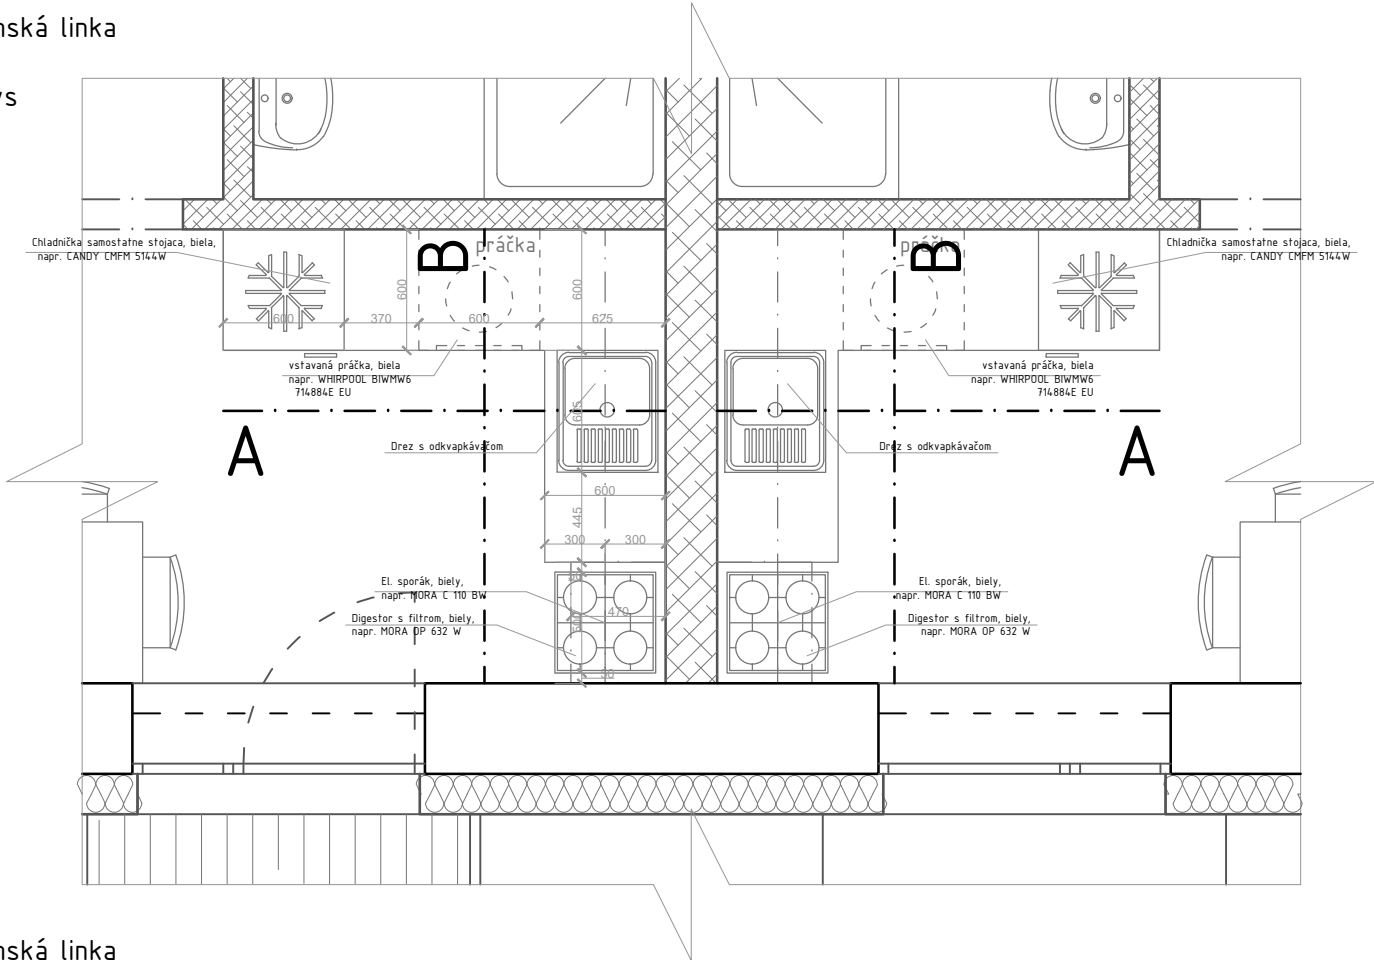 linka
práčka
B
práčka
B
Chladnička samostatne stojaca, biela,
napr. CANDY CMFM 5144W
Chladnička samostatne stojaca, biela,
napr. CANDY CMFM 5144W
600
600
600
370
600
625
vstavaná práčka, biela
napr. WHIRPOOL BIWMW6
714884E EU
vstavaná práčka, biela
napr. WHIRPOOL BIWMW6
714884E EU
605
A
Drez s odkvapkávačom
Drez s odkvapkávačom
A
600
445
300
300
El. sporák, biely,
napr. MORA C 110 BW
El. sporák, biely,
napr. MORA C 110 BW
470
Digestor s filtrom, biely,
napr. MORA OP 632 W
Digestor s filtrom, biely,
napr. MORA OP 632 W
500
50
linka